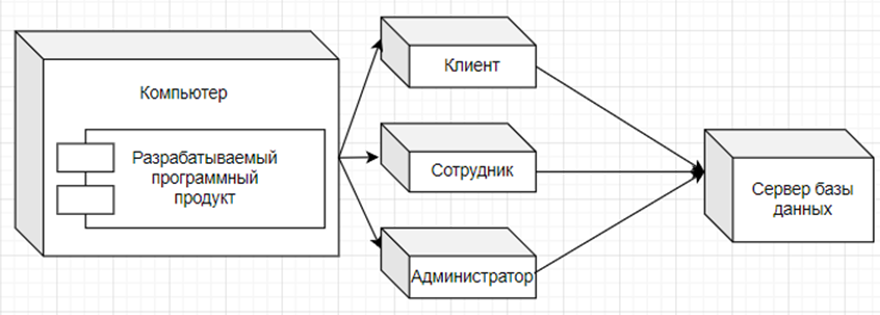 Компьютер
Разрабатываемый
программный
продукт
Клиент
Сотрудник
Администратор
Сервер базы
данных